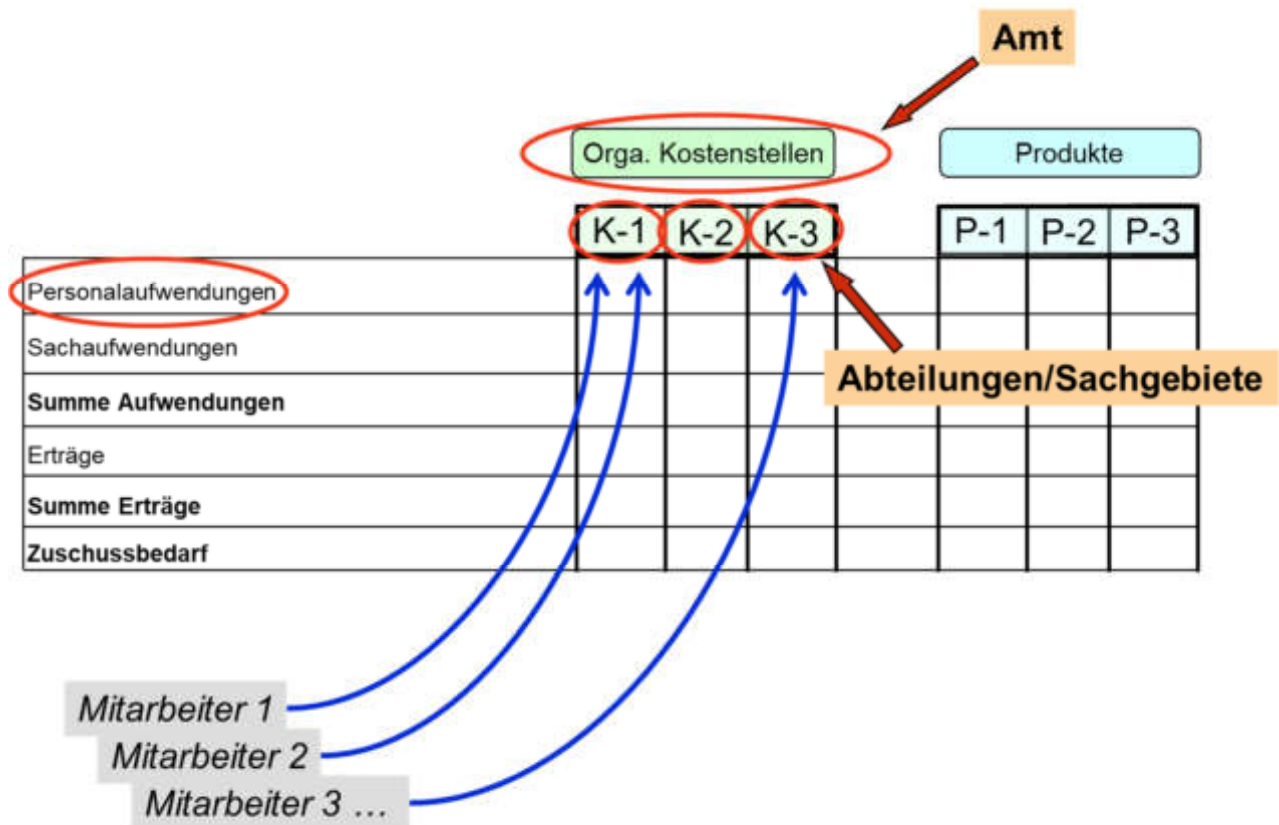 Amt
Orga. Kostenstellen
Produkte
K-1 K-2 K-3
P-1 P-2 P-3
Personalaufwendungen
Sachaufwendungen
Abteilungen/Sachgebiete
Summe Aufwendungen
Erträge
Summe Erträge
Zuschussbedarf
Mitarbeiter 1
Mitarbeiter 2
Mitarbeiter 3 ...